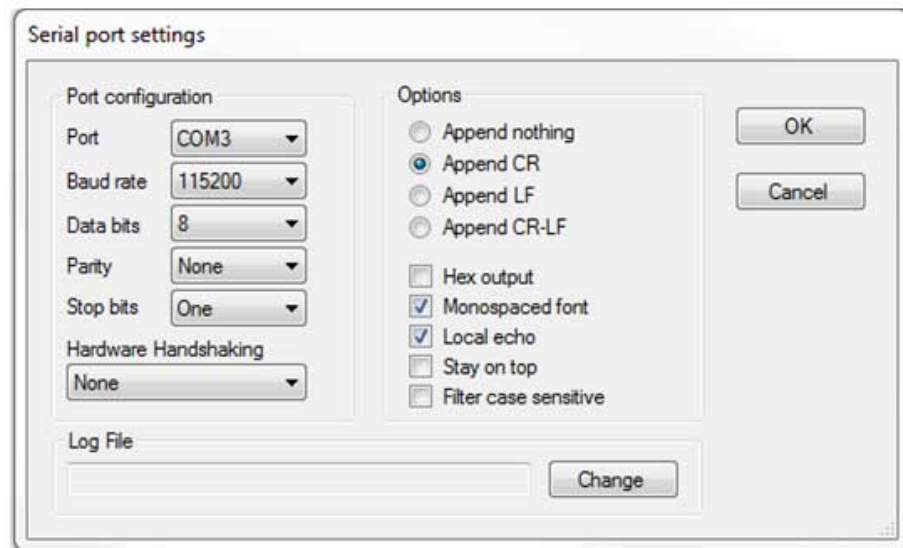 Serial port settings
Port configuration
Port COM3
Baud rate 115200
Data bits 8
Parity None
Stop bits One
Hardware Handshaking
None
Options
Append nothing
Append CR
Append LF
Append CR-LF
Hex output
Monospaced font
Local echo
Stay on top
Filter case sensitive
OK
Cancel
Log File
Change